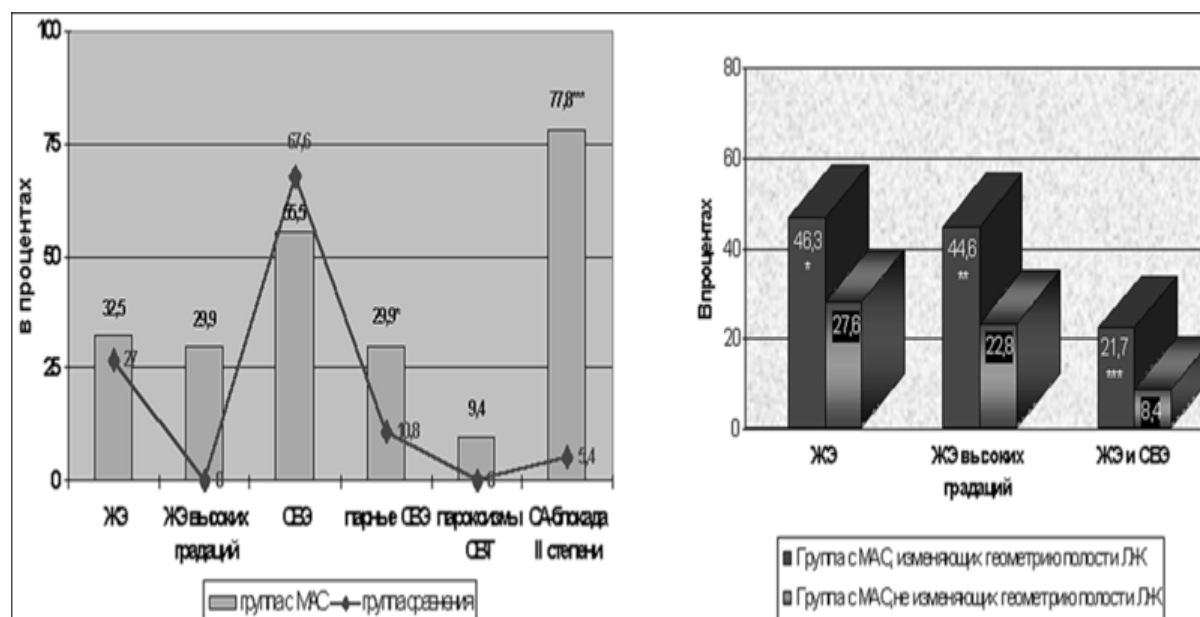 100
75
50
25
0
в процентах
32,5
29,9
67,6
55,5
29,9*
9,4
77,8***
27
0
10,8
0
5,4
ЖЭ
ЖЭ высоких градаций
СВЭ
парные СВЭ
пароксизмы СВТ
СА-блокада II степени
группа с МАС
группа сравнения
80
60
40
20
0
В процентах
46,3
*
27,6
44,6
**
22,8
21,7
***
8,4
ЖЭ
ЖЭ высоких
градаций
ЖЭ и СВЭ
Группа с МАС, изменяющих геометрию полости ЛЖ
Группа с МАС, не изменяющих геометрию полости ЛЖ